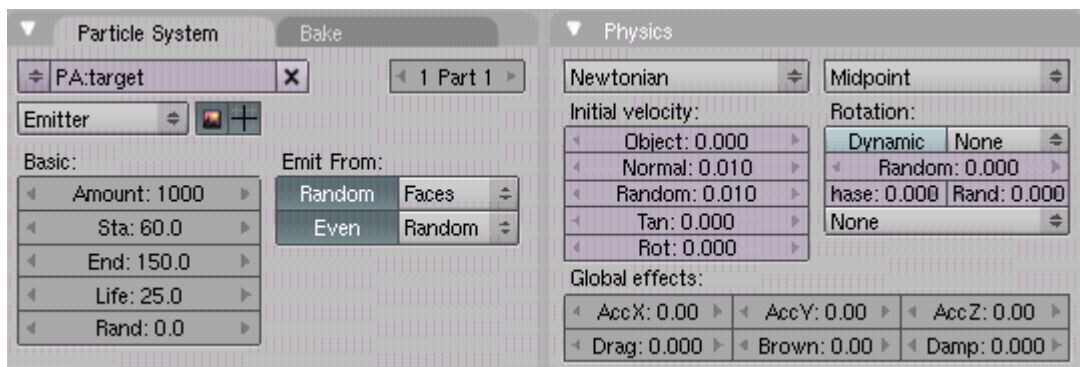 Particle System
Bake
PA:target
1 Part 1
Emitter
Basic:
Amount: 1000
Sta: 60.0
End: 150.0
Life: 25.0
Rand: 0.0
Emit From:
Random Faces
Even Random
Physics
Newtonian
Midpoint
Initial velocity:
Object: 0.000
Normal: 0.010
Random: 0.010
Tan: 0.000
Rot: 0.000
Rotation:
Dynamic None
Random: 0.000
hase: 0.000 Rand: 0.000
None
Global effects:
AccX: 0.00 AccY: 0.00 AccZ: 0.00
Drag: 0.000 Brown: 0.00 Damp: 0.000